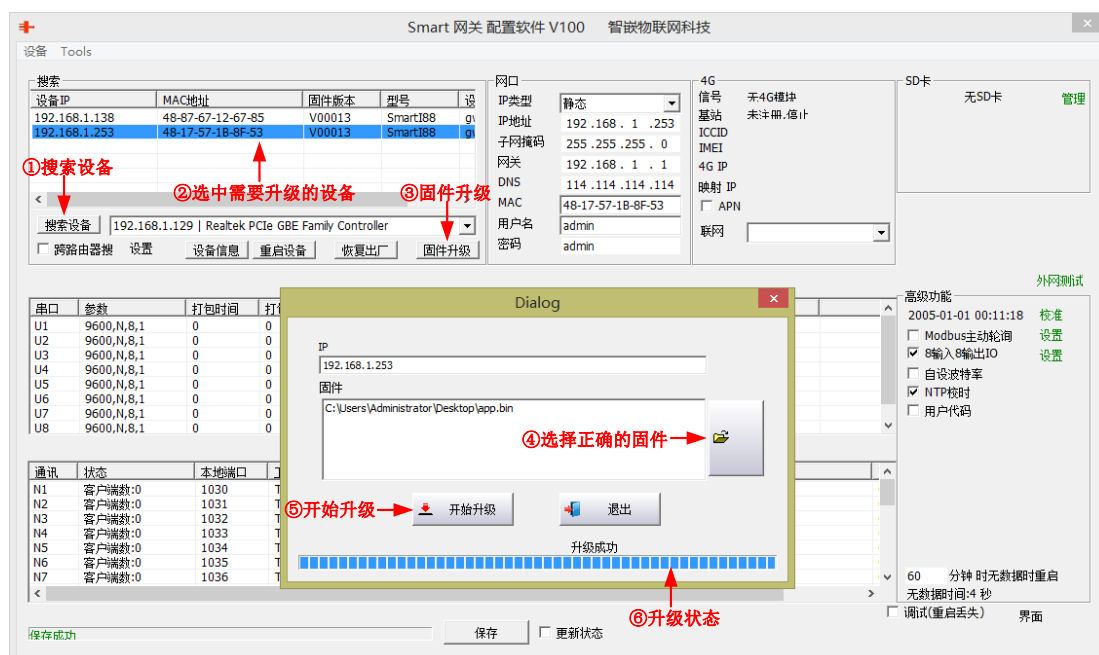 Smart 网关 配置软件 V100 智嵌物联网科技
设备 Tools
搜索
设备IP MAC地址 固件版本 型号 设
192.168.1.138 48-87-67-12-67-85 V00013 SmartI88
192.168.1.253 48-17-57-1B-8F-53 V00013 SmartI88
①搜索设备
②选中需要升级的设备
③固件升级
搜索设备 192.168.1.129 | Realtek PCIe GBE Family Controller
跨路由器搜 设置 设备信息 重启设备 恢复出厂 固件升级
网口
IP类型 静态
IP地址 192 .168 . 1 .253
子网掩码 255 .255 .255 . 0
网关 192 .168 . 1 . 1
DNS 114 .114 .114 .114
MAC 48-17-57-1B-8F-53
用户名 admin
密码 admin
4G
信号 无4G模块
基站 未注册,停止
ICCID
IMEI
4G IP
映射 IP
APN
联网
SD卡
无SD卡 管理
外网测试
串口 参数 打包时间
U1 9600,N,8,1 0 0
U2 9600,N,8,1 0 0
U3 9600,N,8,1 0 0
U4 9600,N,8,1 0 0
U5 9600,N,8,1 0 0
U6 9600,N,8,1 0 0
U7 9600,N,8,1 0 0
U8 9600,N,8,1 0 0
通讯 状态 本地端口
N1 客户端数:0 1030
N2 客户端数:0 1031
N3 客户端数:0 1032
N4 客户端数:0 1033
N5 客户端数:0 1034
N6 客户端数:0 1035
N7 客户端数:0 1036
Dialog
IP
192.168.1.253
固件
C:\Users\Administrator\Desktop\app.bin
④选择正确的固件
⑤开始升级
开始升级 退出
升级成功
⑥升级状态
高级功能
2005-01-01 00:11:18 校准
Modbus主动轮询 设置
8输入8输出IO 设置
自设波特率
NTP校时
用户代码
60 分钟 时无数据时重启
无数据时间:4 秒
调试(重启丢失) 界面
保存成功 保存 更新状态